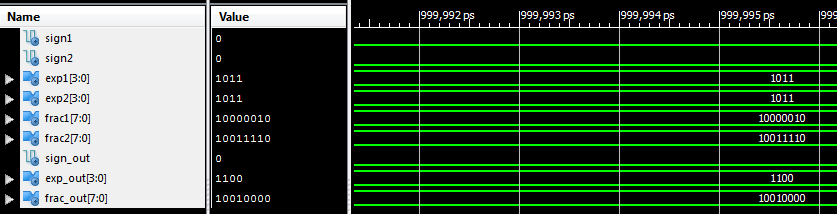 Name Value 999,992 ps 999,993 ps 999,994 ps 999,995 ps 999
sign1 0
sign2 0
exp1[3:0] 1011 1011
exp2[3:0] 1011 1011
frac1[7:0] 10000010 10000010
frac2[7:0] 10011110 10011110
sign_out 0
exp_out[3:0] 1100 1100
frac_out[7:0] 10010000 10010000